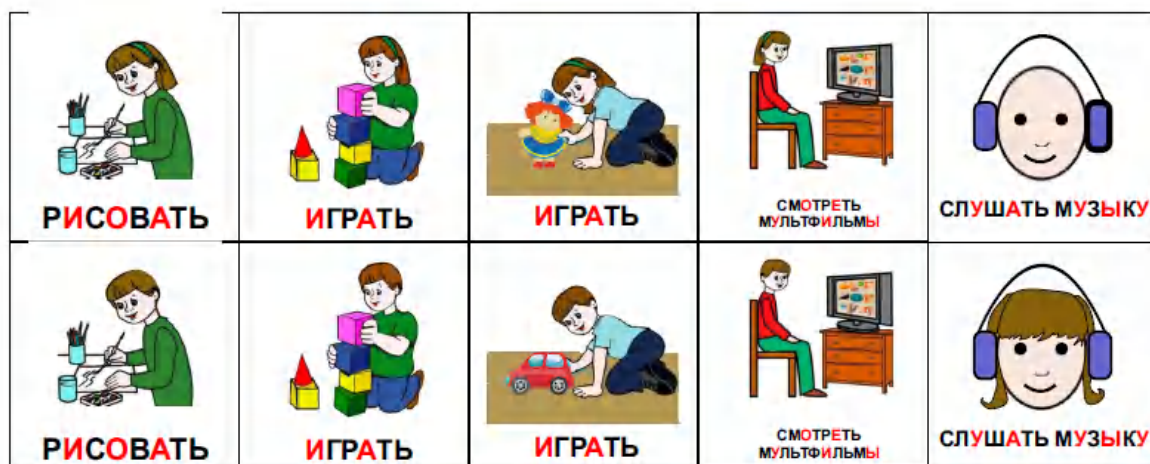 РИСОВАТЬ
ИГРАТЬ
ИГРАТЬ
СМОТРЕТЬ
МУЛЬТФИЛЬМЫ
СЛУШАТЬ МУЗЫКУ
РИСОВАТЬ
ИГРАТЬ
ИГРАТЬ
СМОТРЕТЬ
МУЛЬТФИЛЬМЫ
СЛУШАТЬ МУЗЫКУ